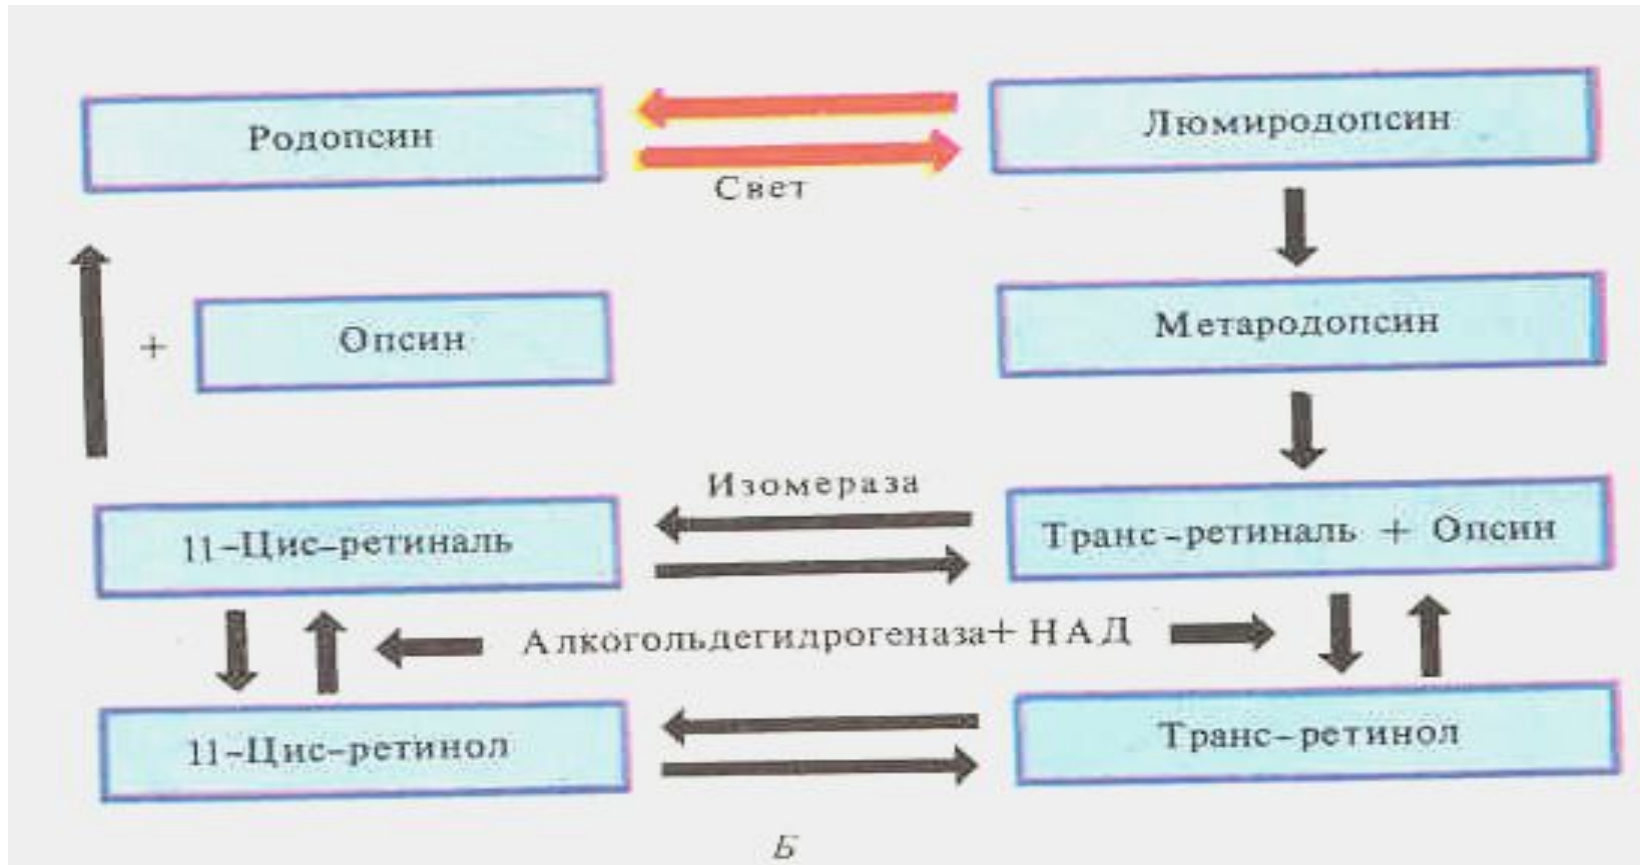 Родопсин
Люмиродопсин
Свет
Метародопсин
+ Опсин
Изомераза
11-Цис-ретиналь
Транс-ретиналь + Опсин
Алкогольдегидрогеназа+ НАД
11-Цис-ретинол
Транс-ретинол
Б